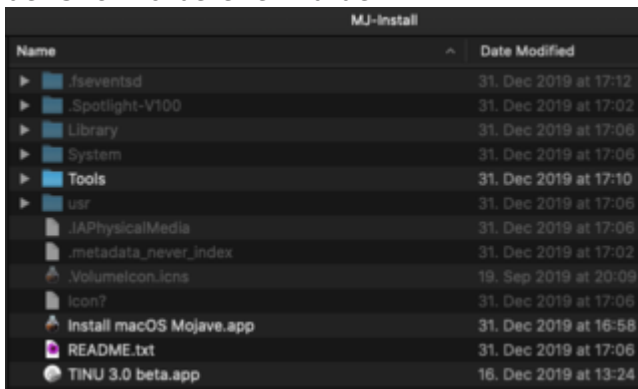 MJ-Install
Name Date Modified
.fseventsd 31. Dec 2019 at 17:12
.Spotlight-V100 31. Dec 2019 at 17:02
Library 31. Dec 2019 at 17:06
System 31. Dec 2019 at 17:06
Tools 31. Dec 2019 at 17:10
usr 31. Dec 2019 at 17:06
.IAPhysicalMedia 31. Dec 2019 at 17:06
.metadata_never_index 31. Dec 2019 at 17:02
.VolumeIcon.icns 19. Sep 2019 at 20:09
Icon? 31. Dec 2019 at 17:06
Install macOS Mojave.app 31. Dec 2019 at 16:58
README.txt 31. Dec 2019 at 17:06
TINU 3.0 beta.app 16. Dec 2019 at 13:24